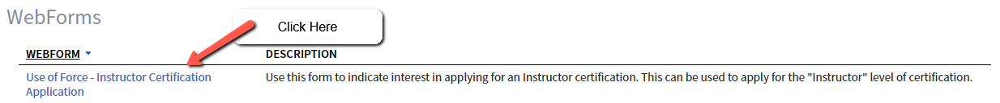 WebForms
Click Here
WEBFORM DESCRIPTION
Use of Force - Instructor Certification Use this form to indicate interest in applying for an Instructor certification. This can be used to apply for the "Instructor" level of certification.
Application